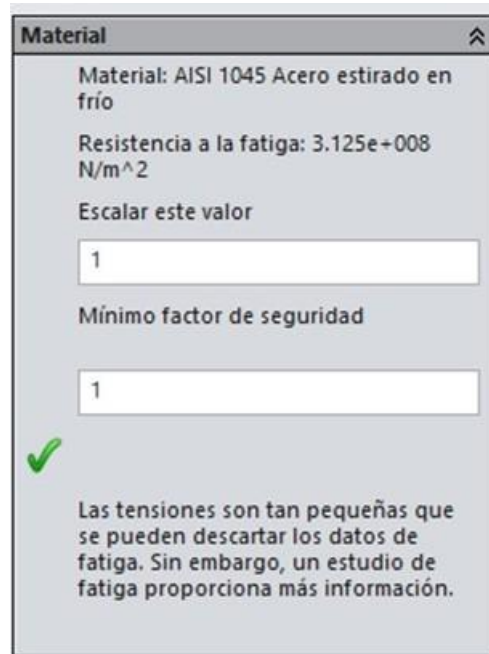 Material
Material: AISI 1045 Acero estirado en
frío
Resistencia a la fatiga: 3.125e+008
N/m^2
Escalar este valor
1
Mínimo factor de seguridad
1
Las tensiones son tan pequeñas que
se pueden descartar los datos de
fatiga. Sin embargo, un estudio de
fatiga proporciona más información.